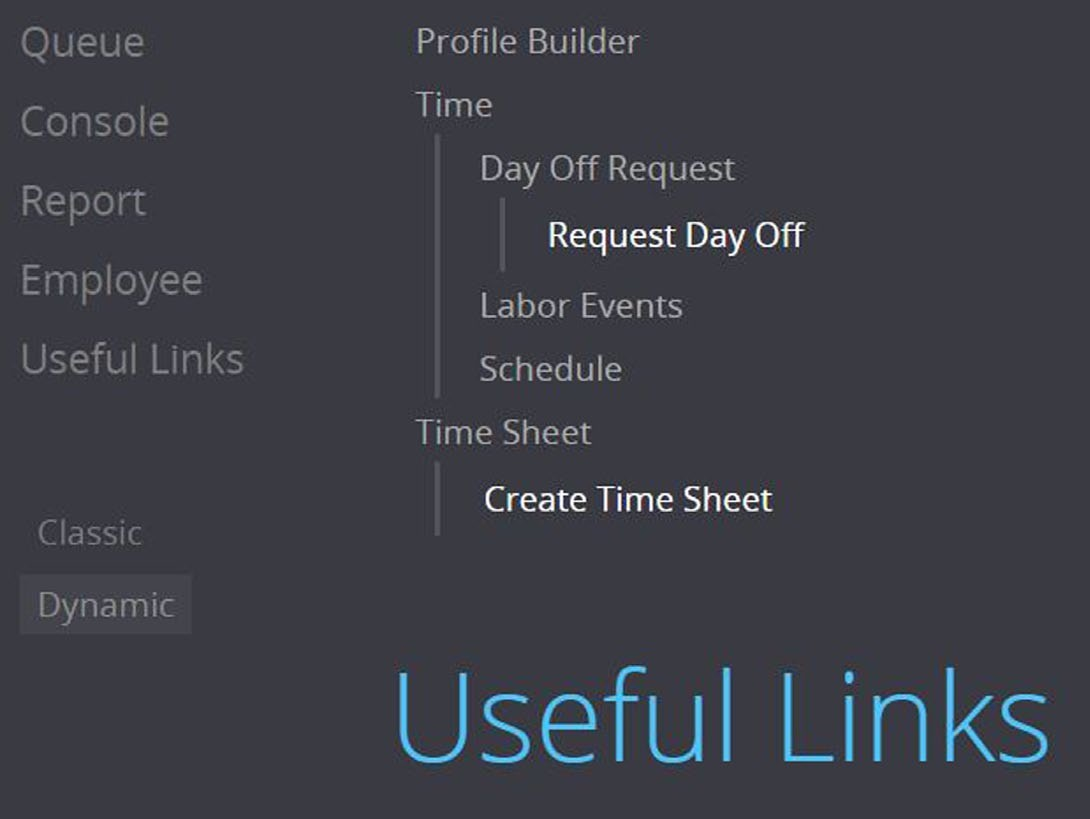 Queue
Console
Report
Employee
Useful Links
Classic
Dynamic
Profile Builder
Time
Day Off Request
Request Day Off
Labor Events
Schedule
Time Sheet
Create Time Sheet
Useful Links